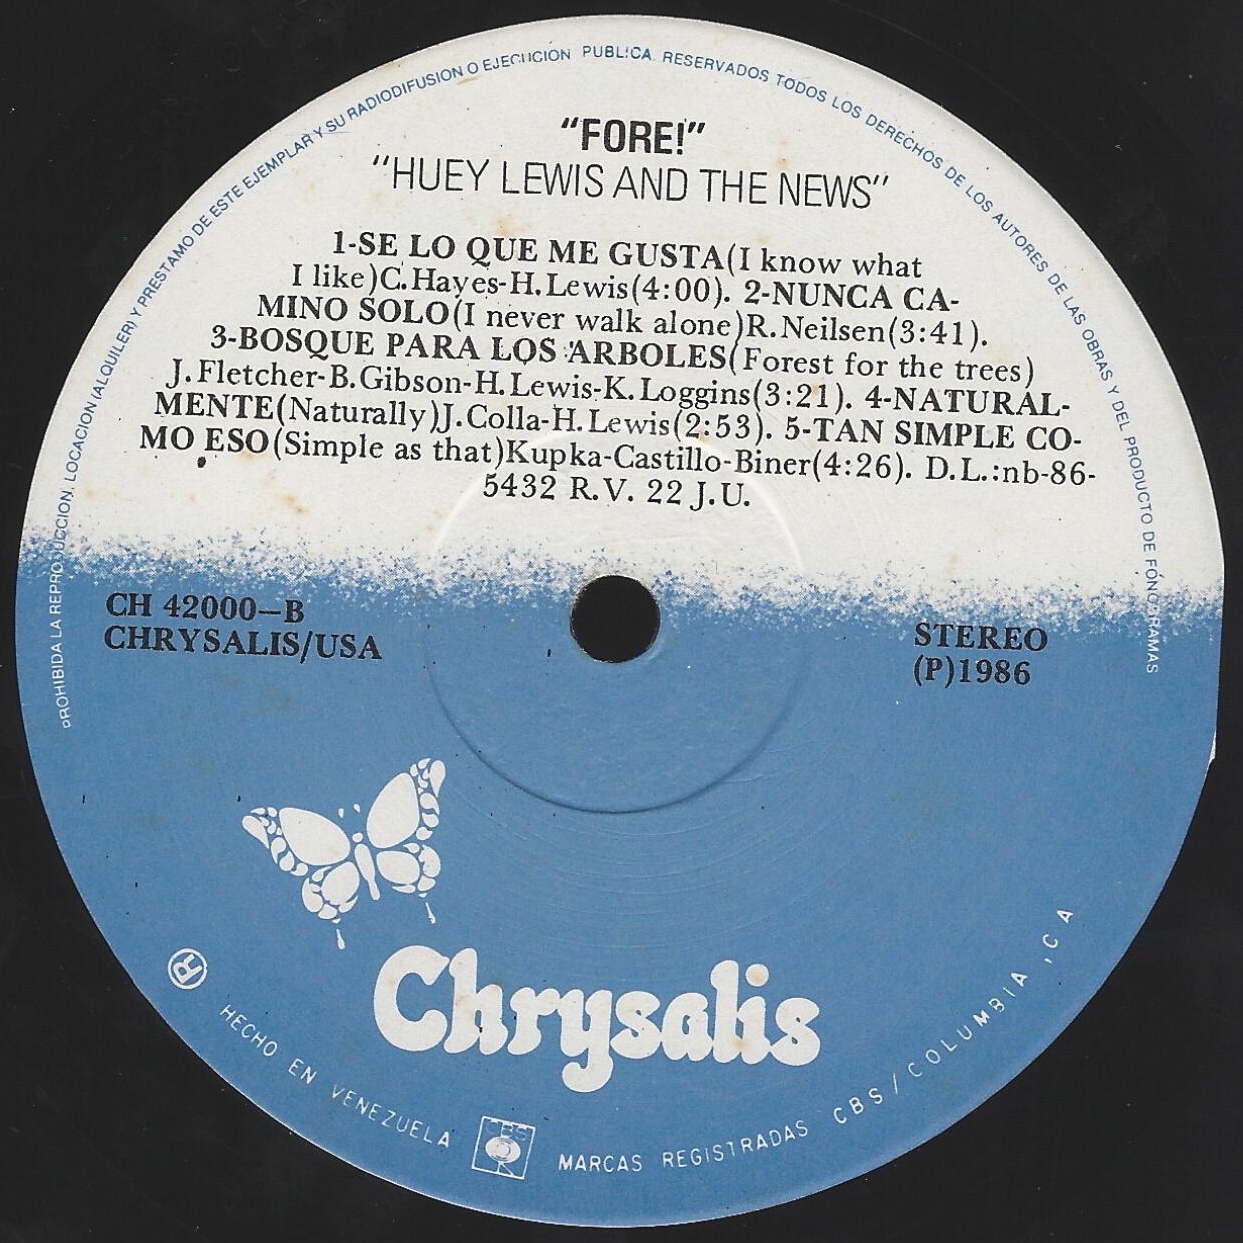 PROHIBIDA LA REPRODUCCION, LOCACION (ALQUILER) Y PRESTAMO DE ESTE EJEMPLAR Y SU RADIODIFUSION O EJECUCION PUBLICA. RESERVADOS TODOS LOS DERECHOS DE LOS AUTORES DE LAS OBRAS Y DEL PRODUCTO DE FÓNOGRAMAS
"FORE!"
"HUEY LEWIS AND THE NEWS"
1-SE LO QUE ME GUSTA(I know what
I like)C.Hayes-H.Lewis(4:00). 2-NUNCA CA-
MINO SOLO(I never walk alone)R.Neilsen(3:41).
3-BOSQUE PARA LOS ARBOLES(Forest for the trees)
J.Fletcher-B.Gibson-H.Lewis-K.Loggins(3:21). 4-NATURAL-
MENTE(Naturally)J.Colla-H.Lewis(2:53). 5-TAN SIMPLE CO-
MO ESO(Simple as that)Kupka-Castillo-Biner(4:26). D.L.:nb-86-
5432 R.V. 22 J.U.
CH 42000-B
CHRYSALIS/USA
STEREO
(P)1986
Chrysalis
®
HECHO EN VENEZUELA
CBS
MARCAS REGISTRADAS CBS/COLUMBIA, CA